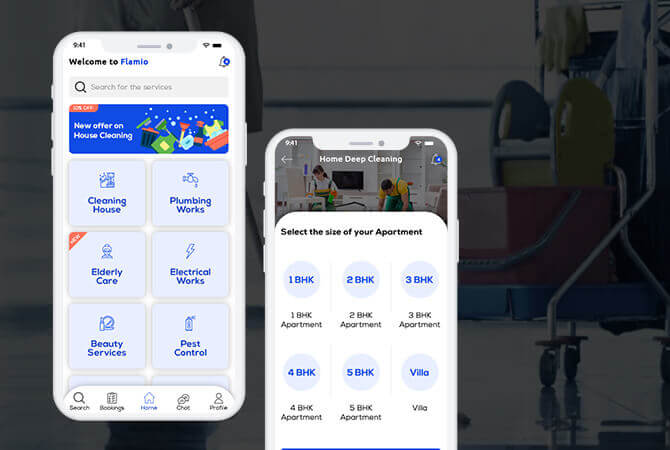 9:41
Welcome to Flamio
Search for the services
10% OFF
New offer on
House Cleaning
Cleaning
House
Plumbing
Works
NEW
Elderly
Care
Electrical
Works
Beauty
Services
Pest
Control
Search
Bookings
Home
Chat
Profile
9:41
Home Deep Cleaning
Select the size of your Apartment
1 BHK
2 BHK
3 BHK
1 BHK
Apartment
2 BHK
Apartment
3 BHK
Apartment
4 BHK
5 BHK
Villa
4 BHK
Apartment
5 BHK
Apartment
Villa